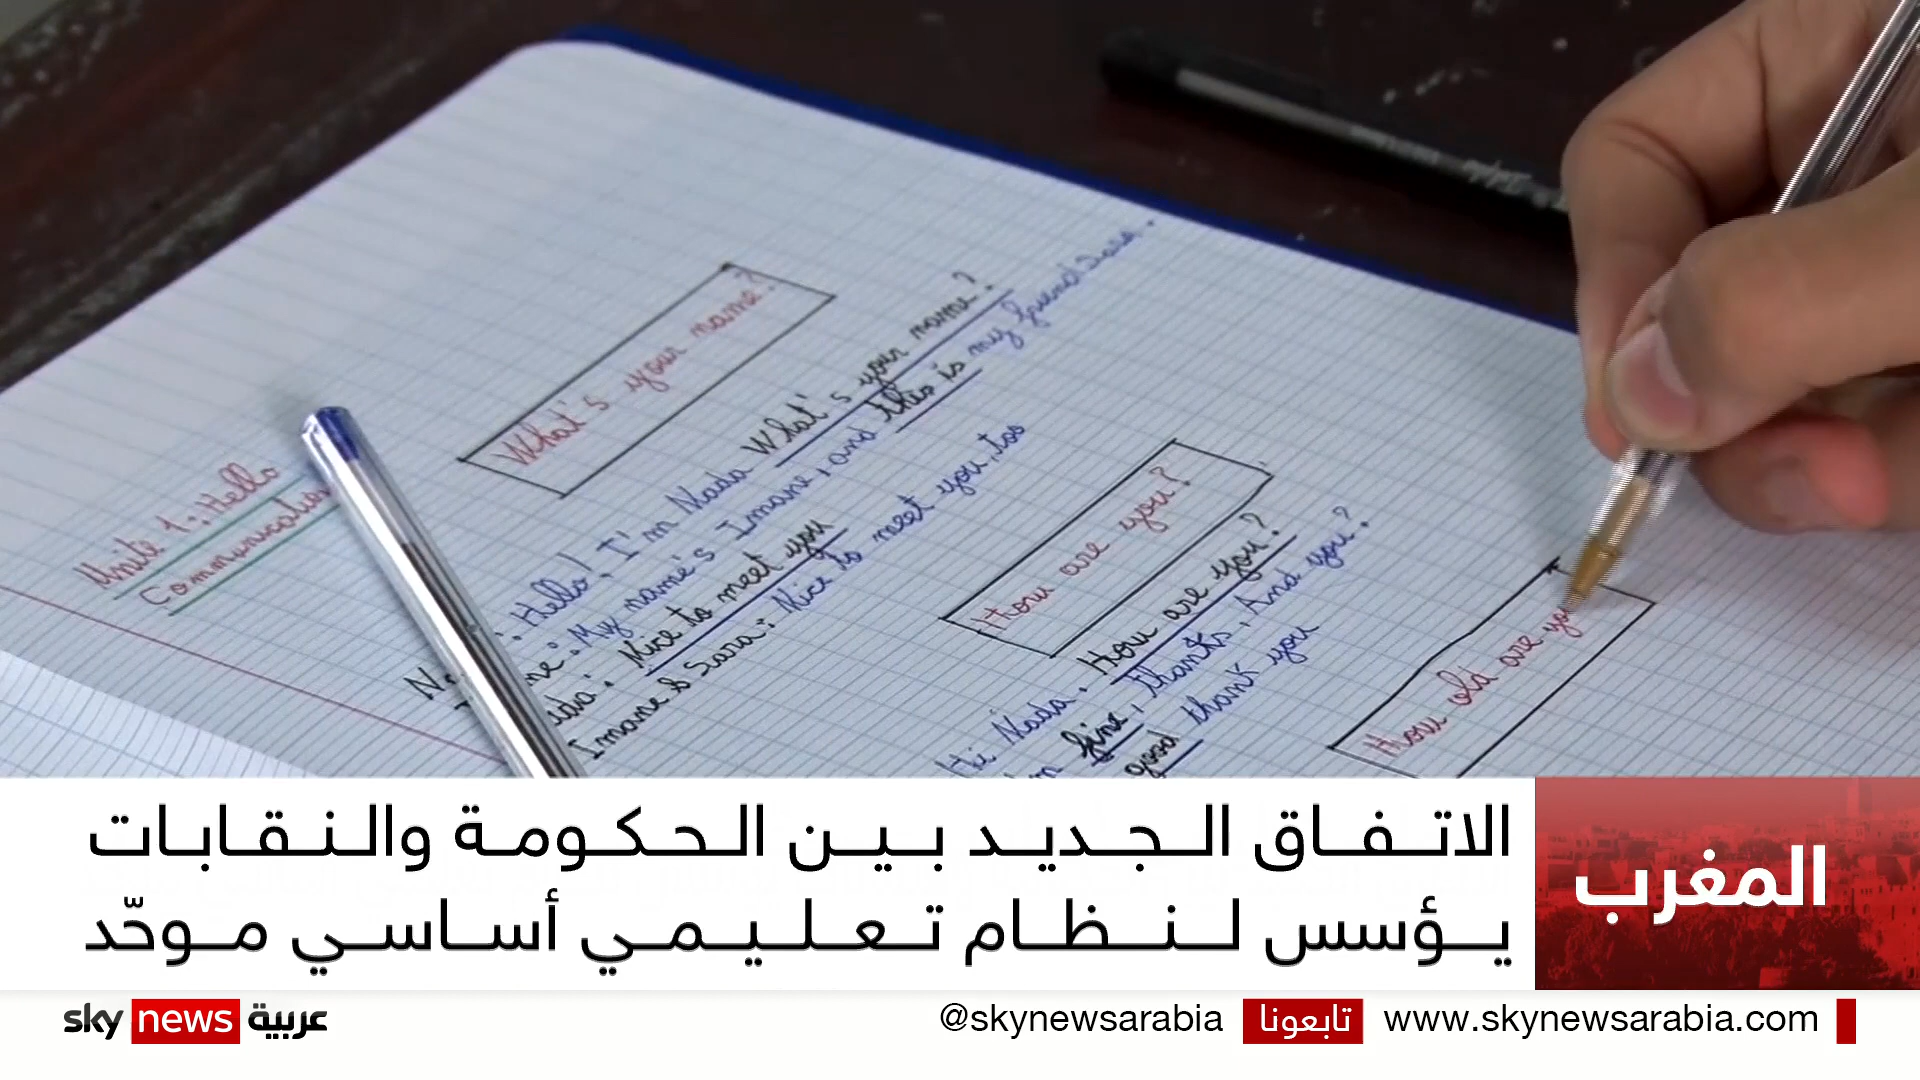 What's your name?
Unite 1: Hello
Communication
Hello! I'm Nada What's your name?
My name's Imane, and this is my friend Sara.
Nice to meet you
Imane & Sara: Nice to meet you, too
How are you?
Hi Nada, How are you?
fine, thanks, And you?
good thank you
How old are yo
المغرب
الاتفاق الجديد بين الحكومة والنقابات
يؤسس لنظام تعليمي أساسي موحّد
sky news عربية
@skynewsarabia تابعونا www.skynewsarabia.com